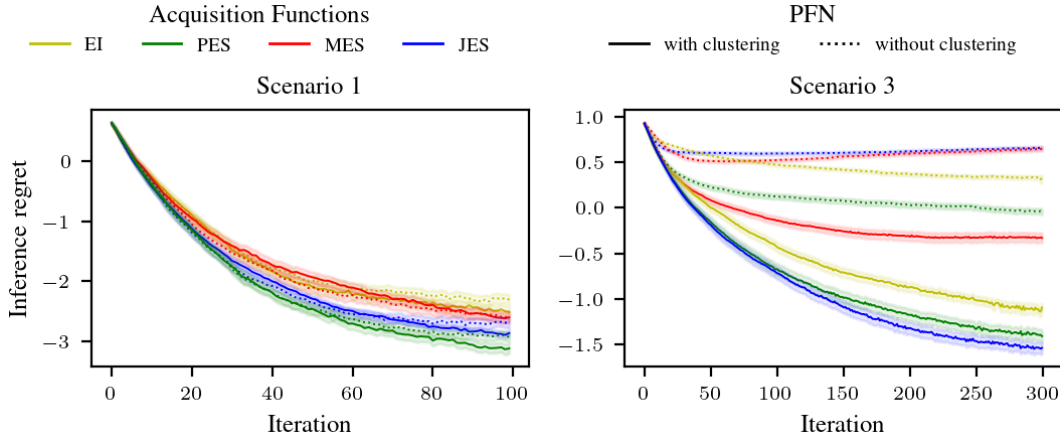 Acquisition Functions
EI PES MES JES
PFN
with clustering without clustering
Scenario 1
Inference regret
0
−1
−2
−3
0 20 40 60 80 100
Iteration
Scenario 3
1.0
0.5
0.0
−0.5
−1.0
−1.5
0 50 100 150 200 250 300
Iteration